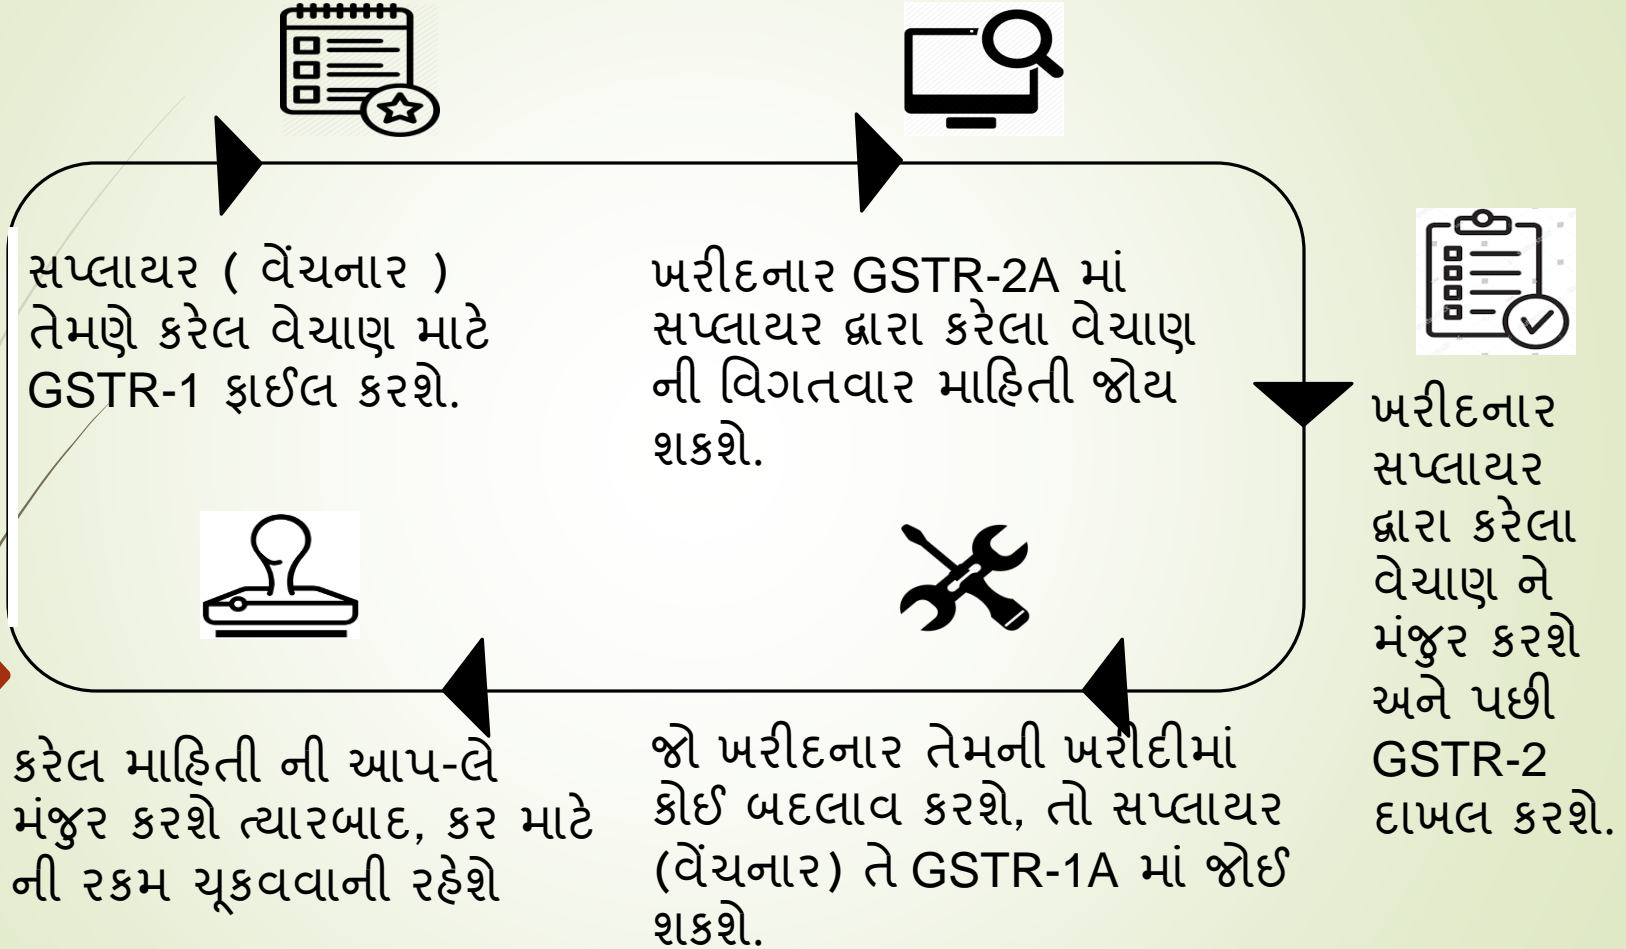 સપ્લાયર ( વેંચનાર )
તેમણે કરેલ વેચાણ માટે
GSTR-1 ફાઈલ કરશે.
ખરીદનાર GSTR-2A માં
સપ્લાયર દ્વારા કરેલા વેચાણ
ની વિગતવાર માહિતી જોય
શકશે.
ખરીદનાર
સપ્લાયર
દ્વારા કરેલા
વેચાણ ને
મંજુર કરશે
અને પછી
GSTR-2
દાખલ કરશે.
જો ખરીદનાર તેમની ખરીદીમાં
કોઈ બદલાવ કરશે, તો સપ્લાયર
(વેંચનાર) તે GSTR-1A માં જોઈ
શકશે.
કરેલ માહિતી ની આપ-લે
મંજુર કરશે ત્યારબાદ, કર માટે
ની રકમ ચૂકવવાની રહેશે